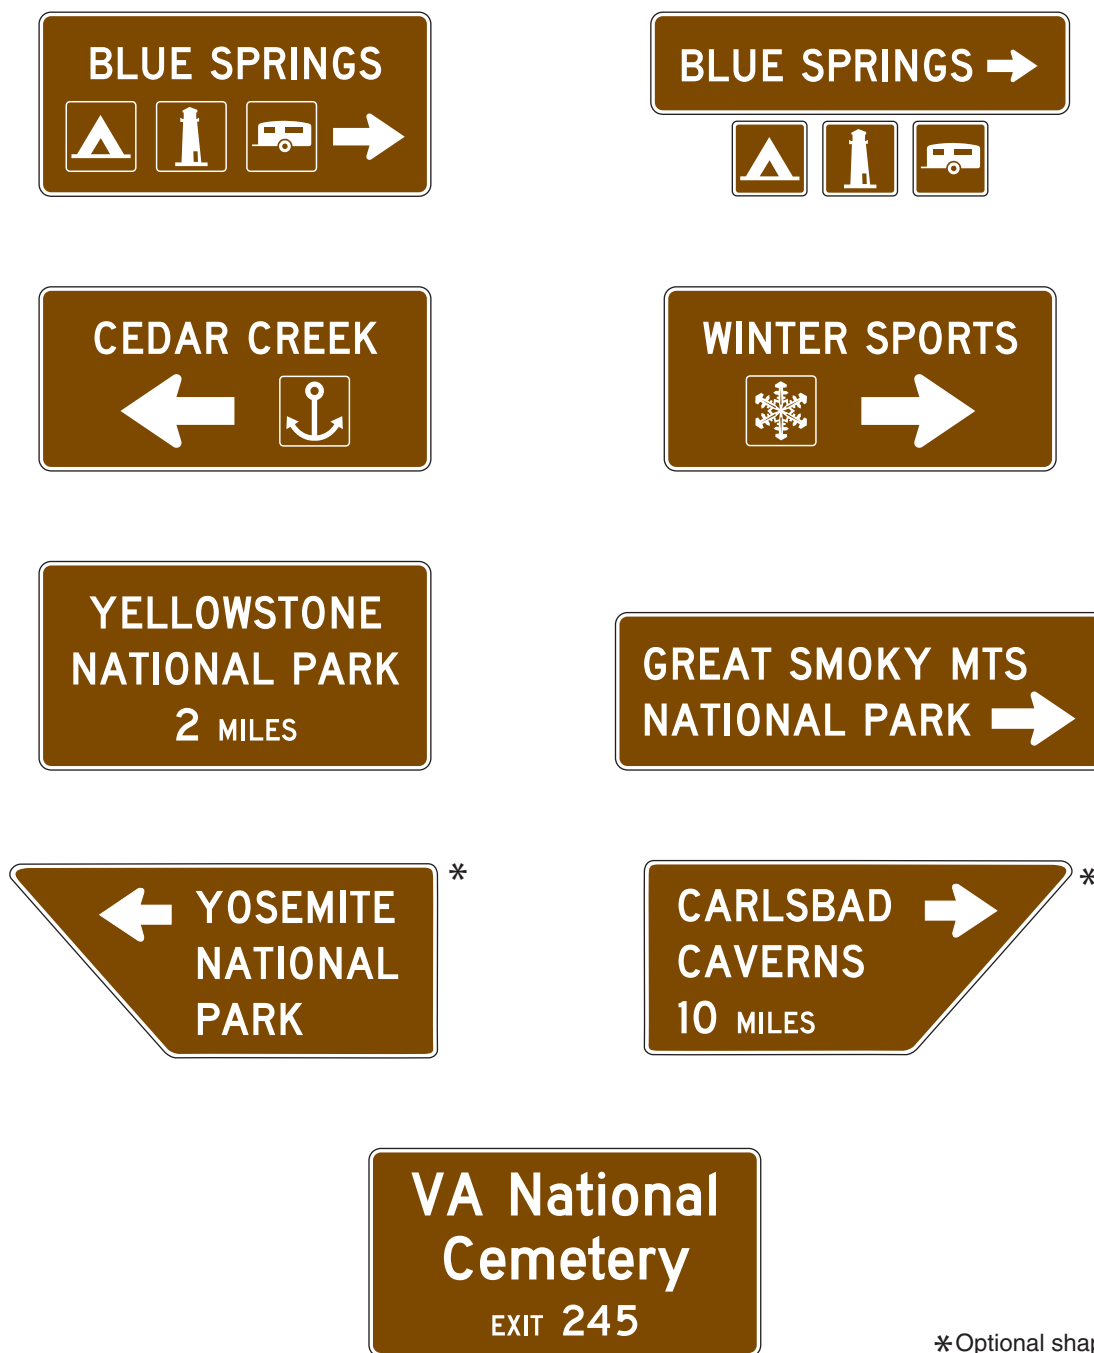 BLUE SPRINGS
BLUE SPRINGS
CEDAR CREEK
WINTER SPORTS
YELLOWSTONE
NATIONAL PARK
2 MILES
GREAT SMOKY MTS
NATIONAL PARK
*
YOSEMITE
NATIONAL
PARK
*
CARLSBAD
CAVERNS
10 MILES
VA National
Cemetery
EXIT 245
*Optional shap